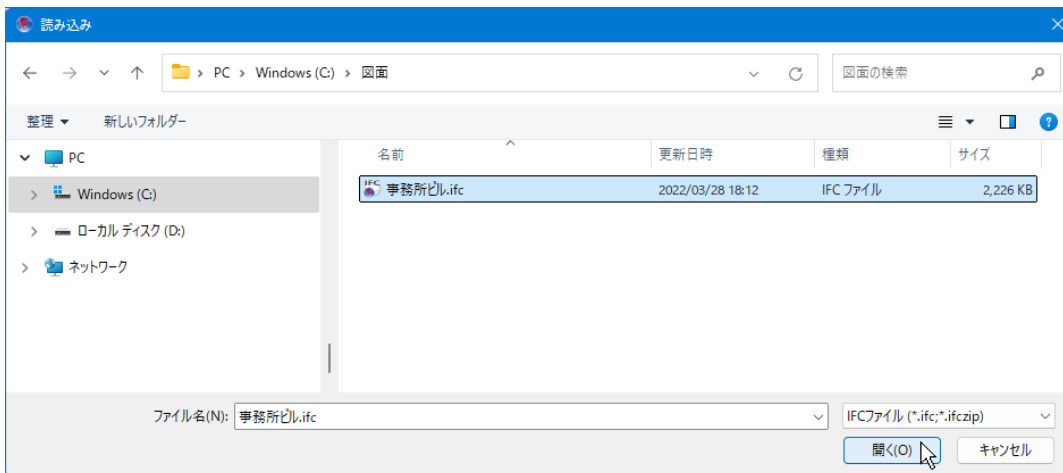 読み込み
PC > Windows (C:) > 図面
図面の検索
整理 新しいフォルダー
名前 更新日時 種類 サイズ
PC
IFC 事務所ビル.ifc 2022/03/28 18:12 IFC ファイル 2,226 KB
Windows (C:)
ローカル ディスク (D:)
ネットワーク
ファイル名(N): 事務所ビル.ifc IFCファイル (*.ifc;*.ifczip)
開く(O) キャンセル